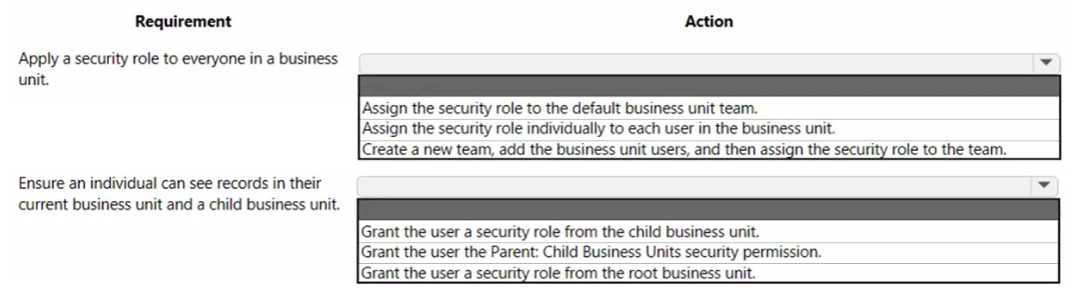 Requirement
Action
Apply a security role to everyone in a business
unit.
Assign the security role to the default business unit team.
Assign the security role individually to each user in the business unit.
Create a new team, add the business unit users, and then assign the security role to the team.
Ensure an individual can see records in their
current business unit and a child business unit.
Grant the user a security role from the child business unit.
Grant the user the Parent: Child Business Units security permission.
Grant the user a security role from the root business unit.